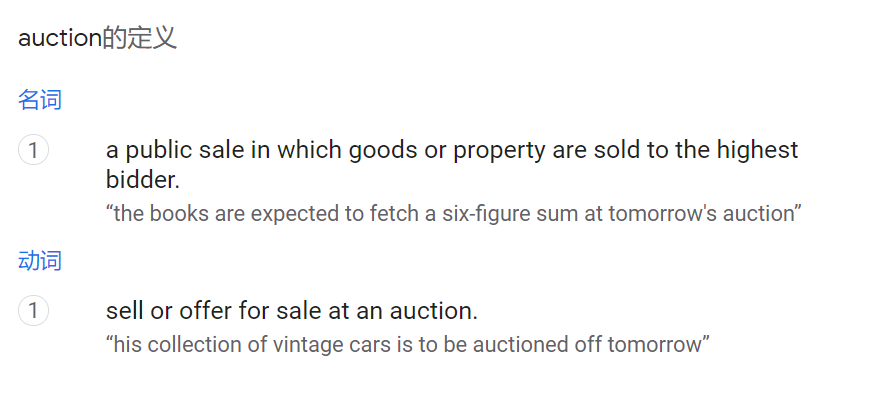 auction的定义
名词
1
a public sale in which goods or property are sold to the highest
bidder.
“the books are expected to fetch a six-figure sum at tomorrow's auction”
动词
1
sell or offer for sale at an auction.
“his collection of vintage cars is to be auctioned off tomorrow”